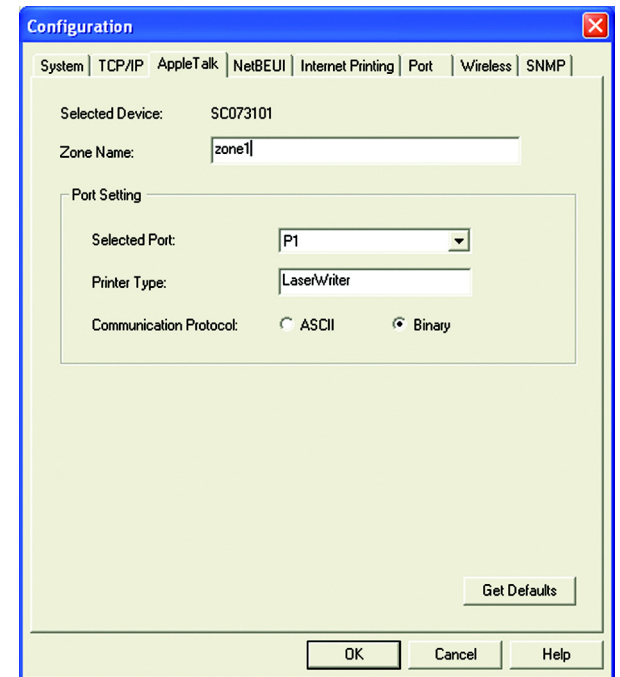 Configuration
System TCP/IP AppleTalk NetBEUI Internet Printing Port Wireless SNMP
Selected Device: SC073101
Zone Name: zone1
Port Setting
Selected Port: P1
Printer Type: LaserWriter
Communication Protocol: ASCII Binary
Get Defaults
OK Cancel Help